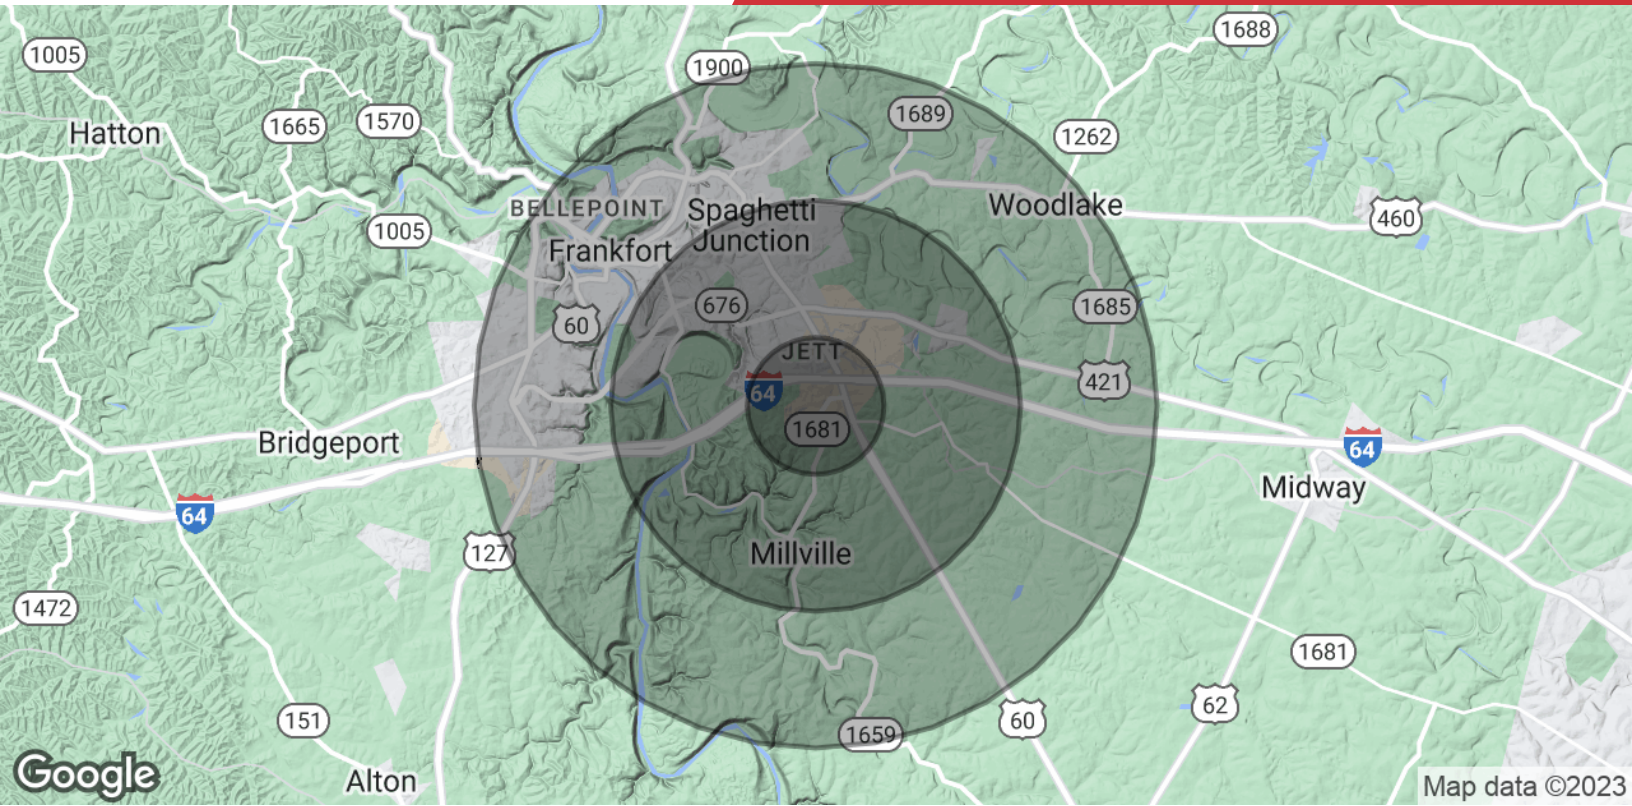 1688
1005
1900
1689
1665
1570
Hatton
1262
BELLEPOINT
Spaghetti
Junction
Woodlake
460
1005
Frankfort
676
1685
60
JETT
421
64
1681
Bridgeport
64
Midway
64
127
Millville
1472
1681
62
151
60
1659
Alton
Google
Map data ©2023